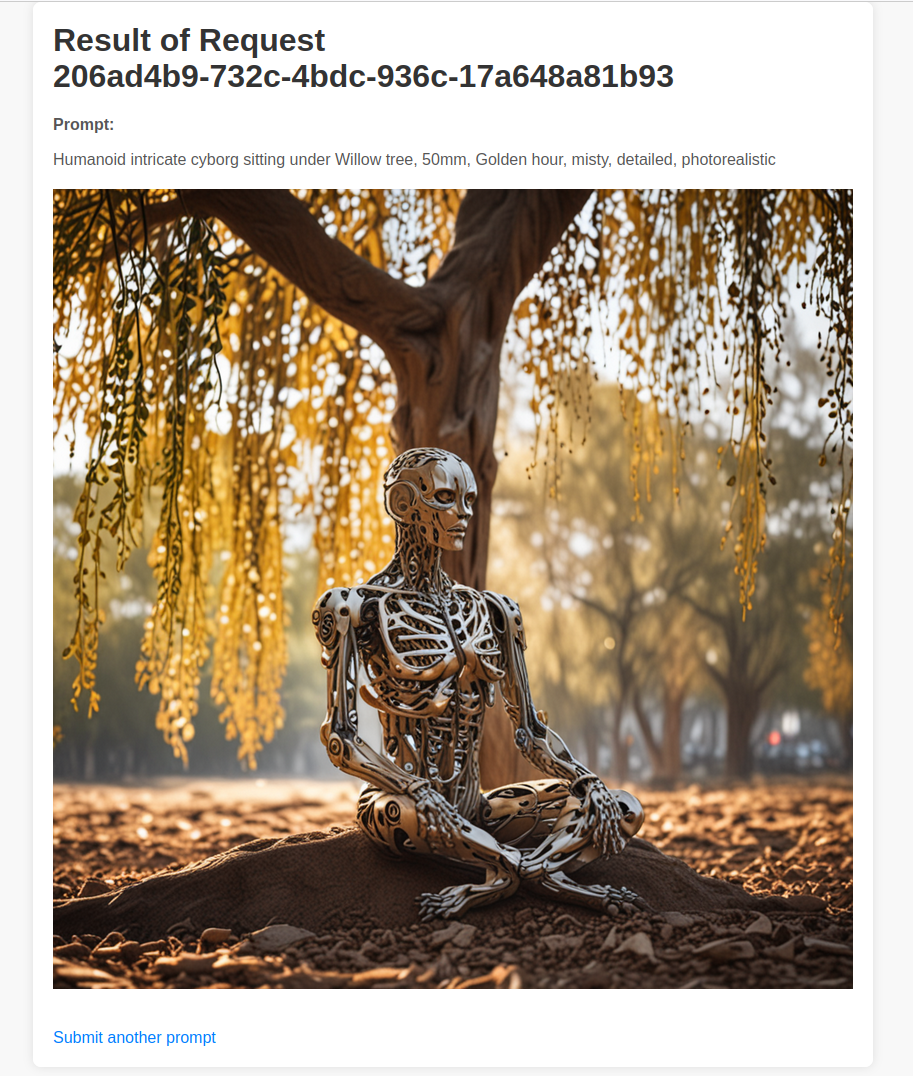 Result of Request
206ad4b9-732c-4bdc-936c-17a648a81b93
Prompt:
Humanoid intricate cyborg sitting under Willow tree, 50mm, Golden hour, misty, detailed, photorealistic
Submit another prompt